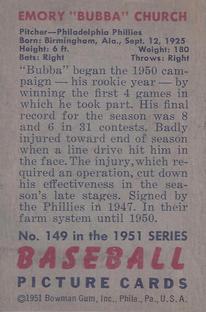 EMORY "BUBBA" CHURCH
Pitcher—Philadelphia Phillies
Born: Birmingham, Ala., Sept. 12, 1925
Height: 6 ft. Weight: 180
Bats: Right Throws: Right
"Bubba" began the 1950 cam-
paign — his rookie year — by
winning the first 4 games in
which he took part. His final
record for the season was 8
and 6 in 31 contests. Badly
injured toward end of season
when a line drive hit him in
the face. The injury, which re-
quired an operation, cut down
his effectiveness in the sea-
son's late stages. Signed by
the Phillies in 1947. In their
farm system until 1950.
No. 149 in the 1951 SERIES
BASEBALL
PICTURE CARDS
©1951 Bowman Gum, Inc., Phila., Pa., U.S.A.